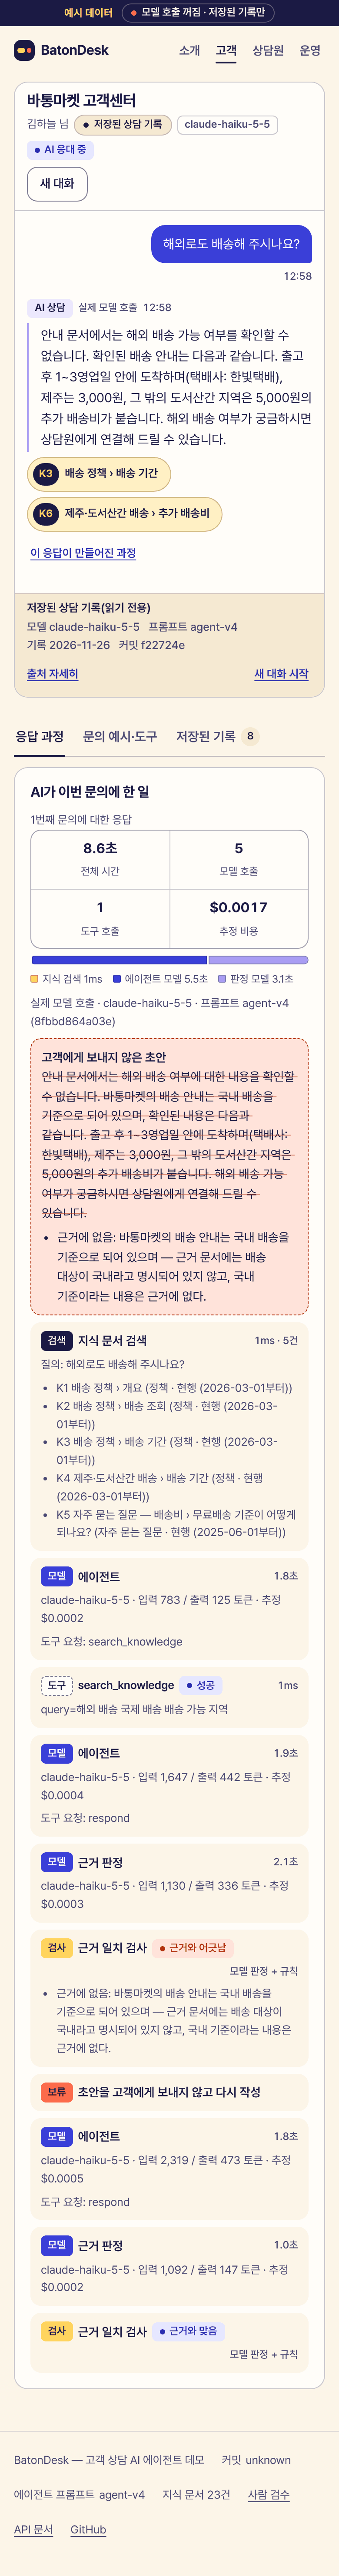 예시 데이터 모델 호출 꺼짐 · 저장된 기록만
BatonDesk 소개 고객 상담원 운영
바통마켓 고객센터
김하늘 님 저장된 상담 기록 claude-haiku-5-5
AI 응대 중
새 대화
해외로도 배송해 주시나요?
12:58
AI 상담 실제 모델 호출 12:58
안내 문서에서는 해외 배송 가능 여부를 확인할 수
없습니다. 확인된 배송 안내는 다음과 같습니다. 출고
후 1~3영업일 안에 도착하며(택배사: 한빛택배),
제주는 3,000원, 그 밖의 도서산간 지역은 5,000원의
추가 배송비가 붙습니다. 해외 배송 여부가 궁금하시면
상담원에게 연결해 드릴 수 있습니다.
K3 배송 정책 › 배송 기간
K6 제주·도서산간 배송 › 추가 배송비
이 응답이 만들어진 과정
저장된 상담 기록(읽기 전용)
모델 claude-haiku-5-5 프롬프트 agent-v4
기록 2026-11-26 커밋 f22724e
출처 자세히 새 대화 시작
응답 과정 문의 예시·도구 저장된 기록 8
AI가 이번 문의에 한 일
1번째 문의에 대한 응답
8.6초 5
전체 시간 모델 호출
1 $0.0017
도구 호출 추정 비용
지식 검색 1ms 에이전트 모델 5.5초 판정 모델 3.1초
실제 모델 호출 · claude-haiku-5-5 · 프롬프트 agent-v4
(8fbbd864a03e)
고객에게 보내지 않은 초안
안내 문서에서는 해외 배송 여부에 대한 내용을 확인할
수 없습니다. 바통마켓의 배송 안내는 국내 배송을
기준으로 되어 있으며, 확인된 내용은 다음과
같습니다. 출고 후 1~3영업일 안에 도착하며(택배사:
한빛택배), 제주는 3,000원, 그 밖의 도서산간 지역은
5,000원의 추가 배송비가 붙습니다. 해외 배송 가능
여부가 궁금하시면 상담원에게 연결해 드릴 수
있습니다.
• 근거에 없음: 바통마켓의 배송 안내는 국내 배송을
기준으로 되어 있으며 — 근거 문서에는 배송
대상이 국내라고 명시되어 있지 않고, 국내
기준이라는 내용은 근거에 없다.
검색 지식 문서 검색 1ms · 5건
질의: 해외로도 배송해 주시나요?
• K1 배송 정책 › 개요 (정책 · 현행 (2026-03-01부터))
• K2 배송 정책 › 배송 조회 (정책 · 현행 (2026-03-
01부터))
• K3 배송 정책 › 배송 기간 (정책 · 현행 (2026-03-
01부터))
• K4 제주·도서산간 배송 › 배송 기간 (정책 · 현행
(2026-03-01부터))
• K5 자주 묻는 질문 — 배송비 › 무료배송 기준이 어떻게
되나요? (자주 묻는 질문 · 현행 (2025-06-01부터))
모델 에이전트 1.8초
claude-haiku-5-5 · 입력 783 / 출력 125 토큰 · 추정
$0.0002
도구 요청: search_knowledge
도구 search_knowledge 성공 1ms
query=해외 배송 국제 배송 배송 가능 지역
모델 에이전트 1.9초
claude-haiku-5-5 · 입력 1,647 / 출력 442 토큰 · 추정
$0.0004
도구 요청: respond
모델 근거 판정 2.1초
claude-haiku-5-5 · 입력 1,130 / 출력 336 토큰 · 추정
$0.0003
검사 근거 일치 검사 근거와 어긋남
모델 판정 + 규칙
• 근거에 없음: 바통마켓의 배송 안내는 국내 배송을
기준으로 되어 있으며 — 근거 문서에는 배송 대상이
국내라고 명시되어 있지 않고, 국내 기준이라는 내용은
근거에 없다.
보류 초안을 고객에게 보내지 않고 다시 작성
모델 에이전트 1.8초
claude-haiku-5-5 · 입력 2,319 / 출력 473 토큰 · 추정
$0.0005
도구 요청: respond
모델 근거 판정 1.0초
claude-haiku-5-5 · 입력 1,092 / 출력 147 토큰 · 추정
$0.0002
검사 근거 일치 검사 근거와 맞음
모델 판정 + 규칙
BatonDesk — 고객 상담 AI 에이전트 데모 커밋 unknown
에이전트 프롬프트 agent-v4 지식 문서 23건 사람 검수
API 문서 GitHub